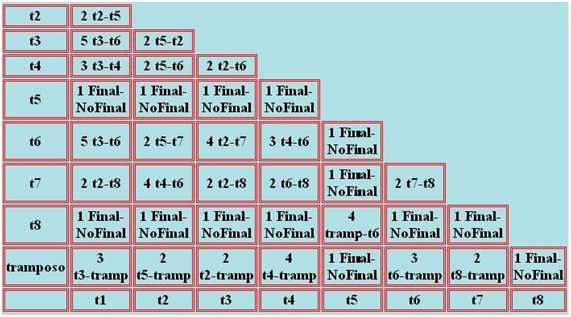 t2 2 t2-t5
t3 5 t3-t6 2 t5-t2
t4 3 t3-t4 2 t5-t6 2 t2-t6
t5 1 Final-NoFinal 1 Final-NoFinal 1 Final-NoFinal 1 Final-NoFinal
t6 5 t3-t6 2 t5-t7 4 t2-t7 3 t4-t6 1 Final-NoFinal
t7 2 t2-t8 4 t4-t6 2 t2-t8 2 t6-t8 1 Final-NoFinal 2 t7-t8
t8 1 Final-NoFinal 1 Final-NoFinal 1 Final-NoFinal 1 Final-NoFinal 4 tramp-t6 1 Final-NoFinal 1 Final-NoFinal
tramposo 3 t3-tramp 2 t5-tramp 2 t2-tramp 4 t4-tramp 1 Final-NoFinal 3 t6-tramp 2 t8-tramp 1 Final-NoFinal
t1 t2 t3 t4 t5 t6 t7 t8